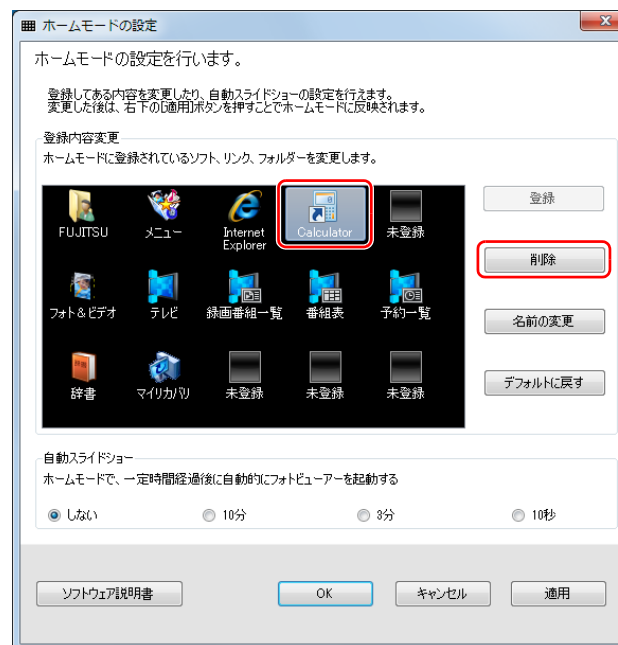 ホームモードの設定
ホームモードの設定を行います。
登録してある内容を変更したり、自動スライドショーの設定を行えます。
変更した後は、右下の[適用]ボタンを押すことでホームモードに反映されます。
登録内容変更
ホームモードに登録されているソフト、リンク、フォルダーを変更します。
FUJITSU
メニュー
Internet
Explorer
Calculator
未登録
フォト&ビデオ
テレビ
録画番組一覧
番組表
予約一覧
辞書
マイリカバリ
未登録
未登録
未登録
登録
削除
名前の変更
デフォルトに戻す
自動スライドショー
ホームモードで、一定時間経過後に自動的にフォトビューアーを起動する
しない
10分
3分
10秒
ソフトウェア説明書
OK
キャンセル
適用